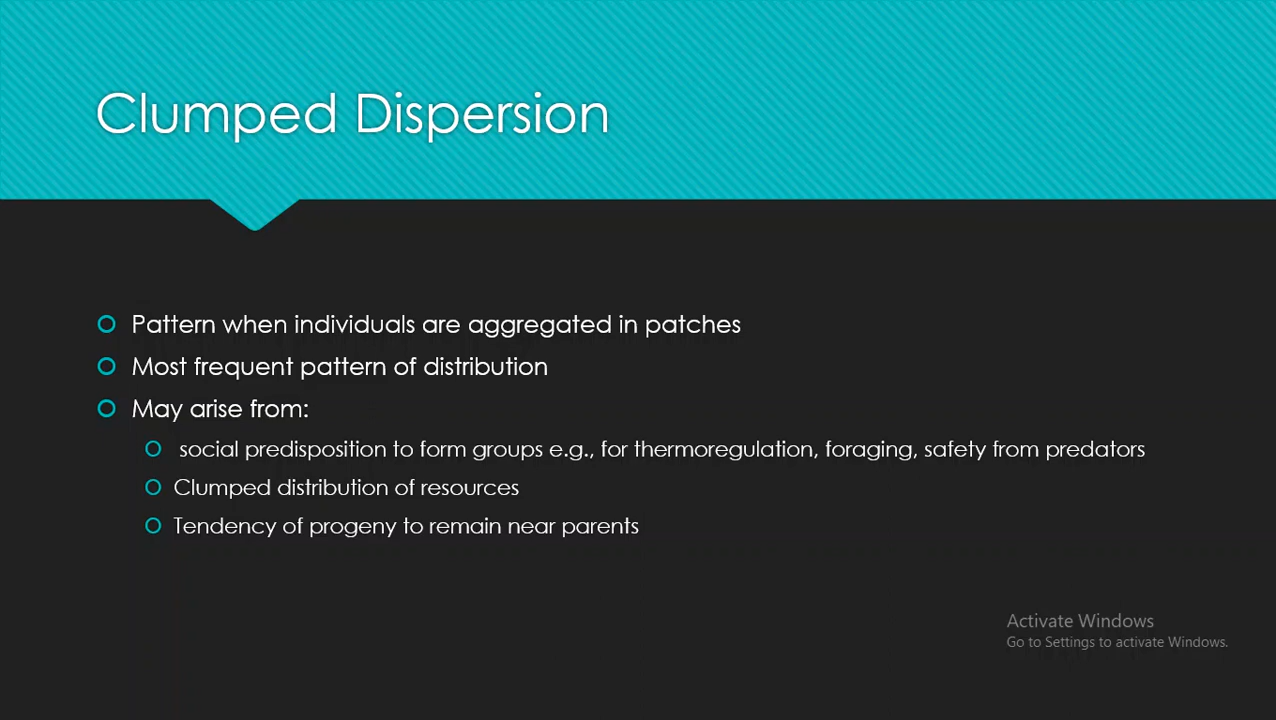 Clumped Dispersion
Pattern when individuals are aggregated in patches
Most frequent pattern of distribution
May arise from:
social predisposition to form groups e.g., for thermoregulation, foraging, safety from predators
Clumped distribution of resources
Tendency of progeny to remain near parents
Activate Windows
Go to Settings to activate Windows.